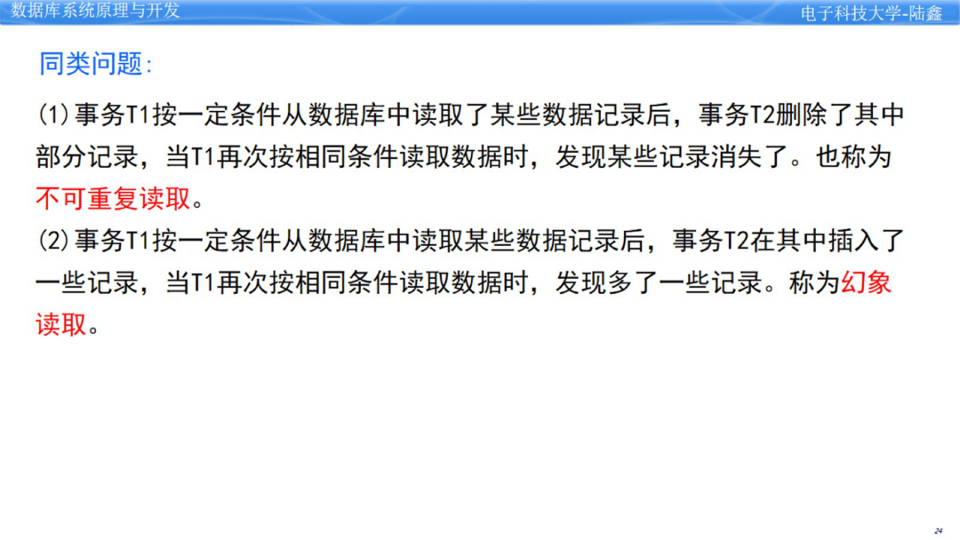 数据库系统原理与开发
电子科技大学-陆鑫
同类问题:
(1)事务T1按一定条件从数据库中读取了某些数据记录后，事务T2删除了其中
部分记录，当T1再次按相同条件读取数据时，发现某些记录消失了。也称为
不可重复读取。
(2)事务T1按一定条件从数据库中读取某些数据记录后，事务T2在其中插入了
一些记录，当T1再次按相同条件读取数据时，发现多了一些记录。称为幻象
读取。
24